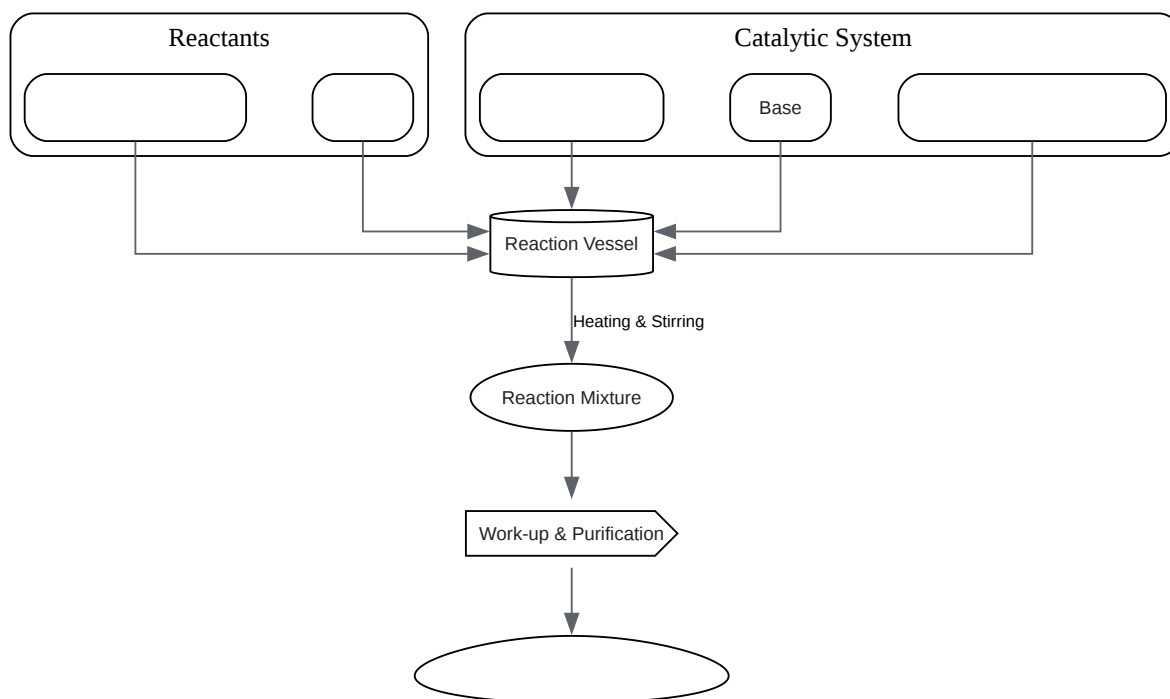 Reactants
Catalytic System
Base
Reaction Vessel
Heating & Stirring
Reaction Mixture
Work-up & Purification